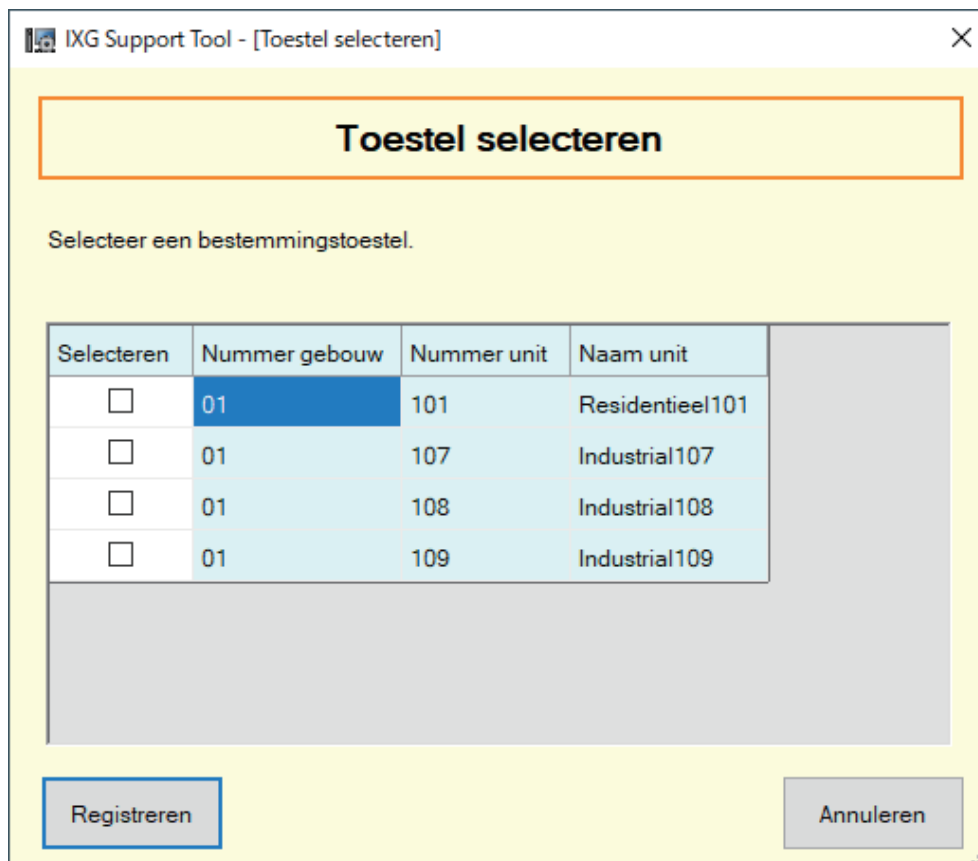 IXG Support Tool - [Toestel selecteren]
Toestel selecteren
Selecteer een bestemmingstoestel.
Selecteren Nummer gebouw Nummer unit Naam unit
01 101 Residentieel101
01 107 Industrial107
01 108 Industrial108
01 109 Industrial109
Registreren Annuleren